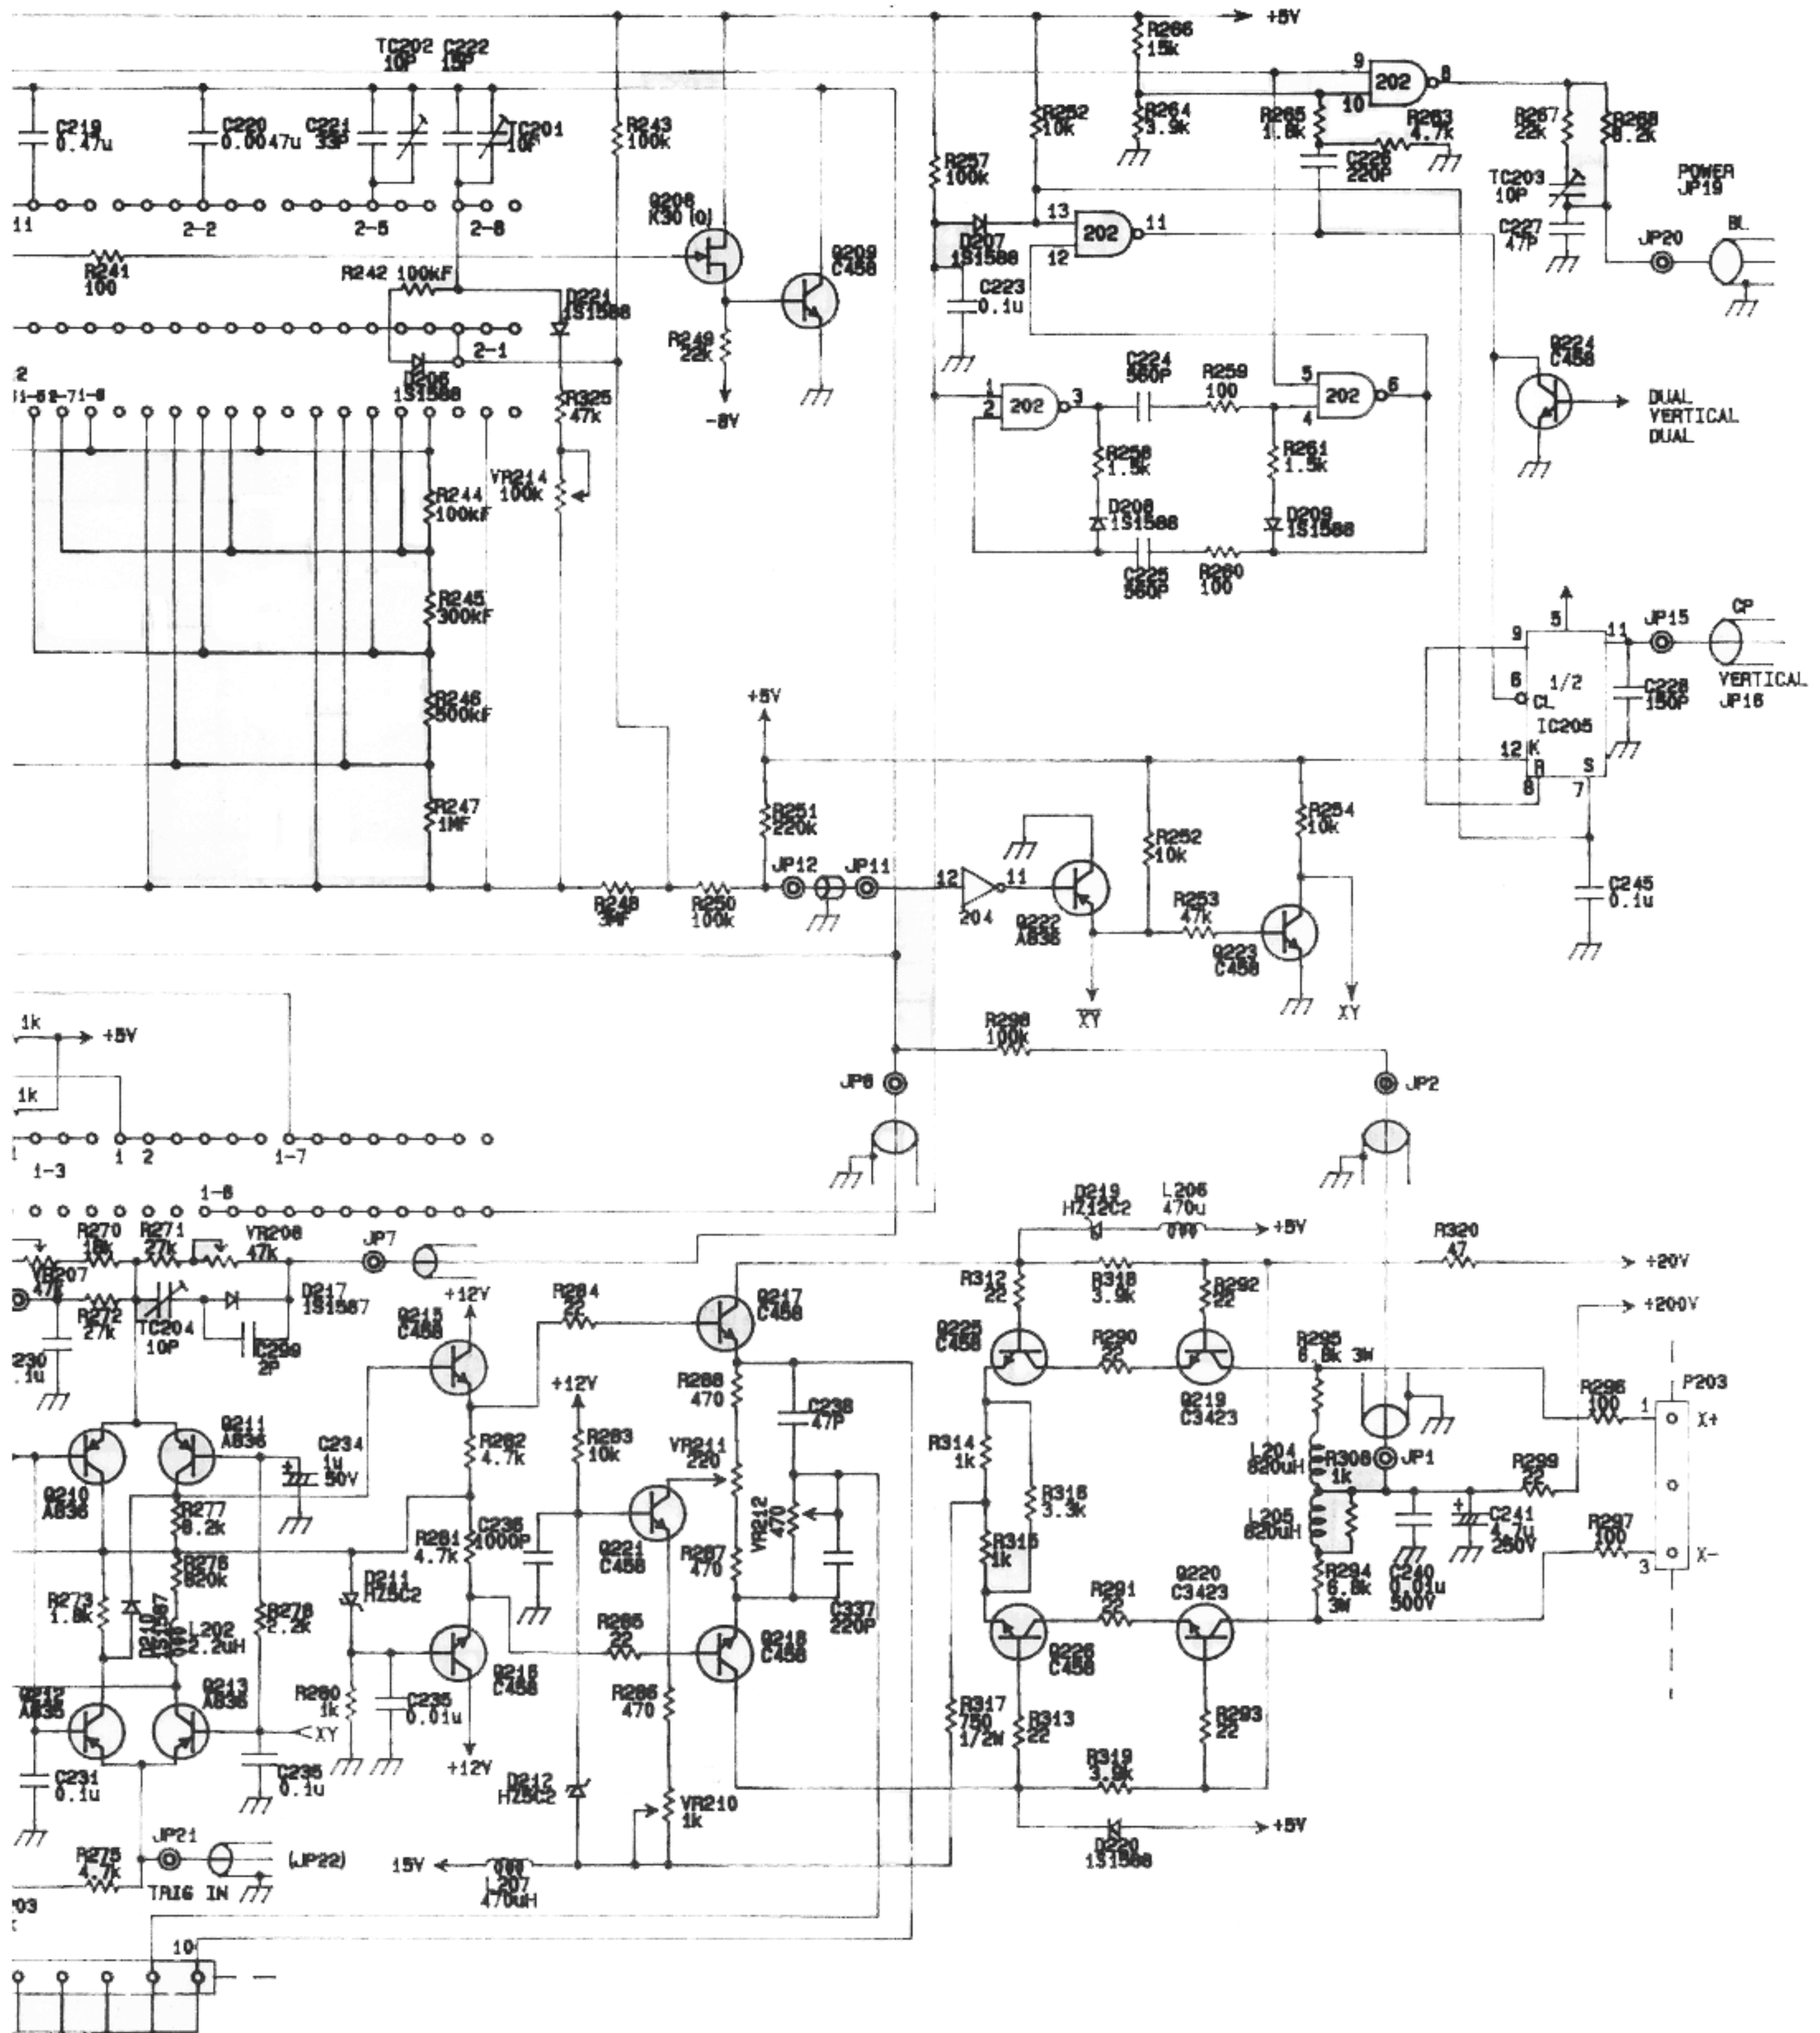 +5V
R266
15k
TC202 C222
10P 15P
9
202
8
10
C219
0.47u
C220
0.0047u
C221
33P
TC201
10P
R243
100k
R252
10k
R264
3.9k
R265
1.8k
R263
4.7k
R267
22k
R268
8.2k
R257
100k
C226
220P
TC203
10P
POWER
JP19
11
2-2
2-5
2-8
Q208
K30 (O)
13
202
11
12
D207
1S1588
C227
47P
JP20
BL
R241
100
R242 100kF
Q209
C458
D221
1S1588
C223
0.1u
R249
22k
2-1
D206
1S1588
Q224
C458
C224
560P
R259
100
1
2
202
3
5
4
202
6
R325
47k
-8V
DUAL
VERTICAL
DUAL
R258
1.5k
R261
1.5k
VR214
100k
R244
100kF
D208
1S1588
D209
1S1588
C225
560P
R260
100
R245
300kF
5
9
11
JP15
CP
6
1/2
CL
IC205
C228
150P
VERTICAL
JP16
R246
500kF
+5V
12
K
R
S
8
7
R247
1MF
R251
220k
R254
10k
R252
10k
JP12
JP11
12
11
204
R248
3MF
R250
100k
Q222
A836
R253
47k
Q223
C458
C245
0.1u
XY
XY
1k
+5V
R298
100k
1k
JP6
JP2
1-3
1
2
1-7
1-8
D219
HZ12C2
L206
470u
+5V
R270
R271
27k
VR208
47k
JP7
R320
47
+20V
VR207
R272
27k
TC204
10P
D217
1S1587
C299
2P
+12V
Q215
C458
R284
22
Q217
C458
R312
22
R318
3.9k
R292
22
+200V
Q225
C458
R290
22
Q219
C3423
R295
6.8k 3W
+12V
R288
470
C238
47P
R296
100
P203
1
X+
Q211
A836
C234
1u
50V
R282
4.7k
R283
10k
VR211
220
R314
1k
L204
820uH
R308
1k
JP1
R299
22
Q210
A836
R277
8.2k
R281
4.7k
C236
1000P
Q221
C458
R287
470
VR212
470
R316
3.3k
R315
1k
L205
820uH
C241
4.7u
250V
R297
100
X-
3
R276
820k
D211
HZ5C2
R273
1.8k
D210
1S1587
L202
2.2uH
R278
2.2k
R285
22
C337
220P
Q220
C3423
R291
22
R294
6.8k
3W
C240
0.01u
500V
Q216
C458
Q218
C458
Q226
C458
Q212
Q213
A836
R280
1k
C235
0.01u
R286
470
R317
750
1/2W
R313
22
R293
22
XY
C231
0.1u
C235
0.1u
+12V
D212
HZ5C2
VR210
1k
R319
3.9k
D220
1S1588
+5V
R275
4.7k
JP21
(JP22)
TRIG IN
15V
L207
470uH
10